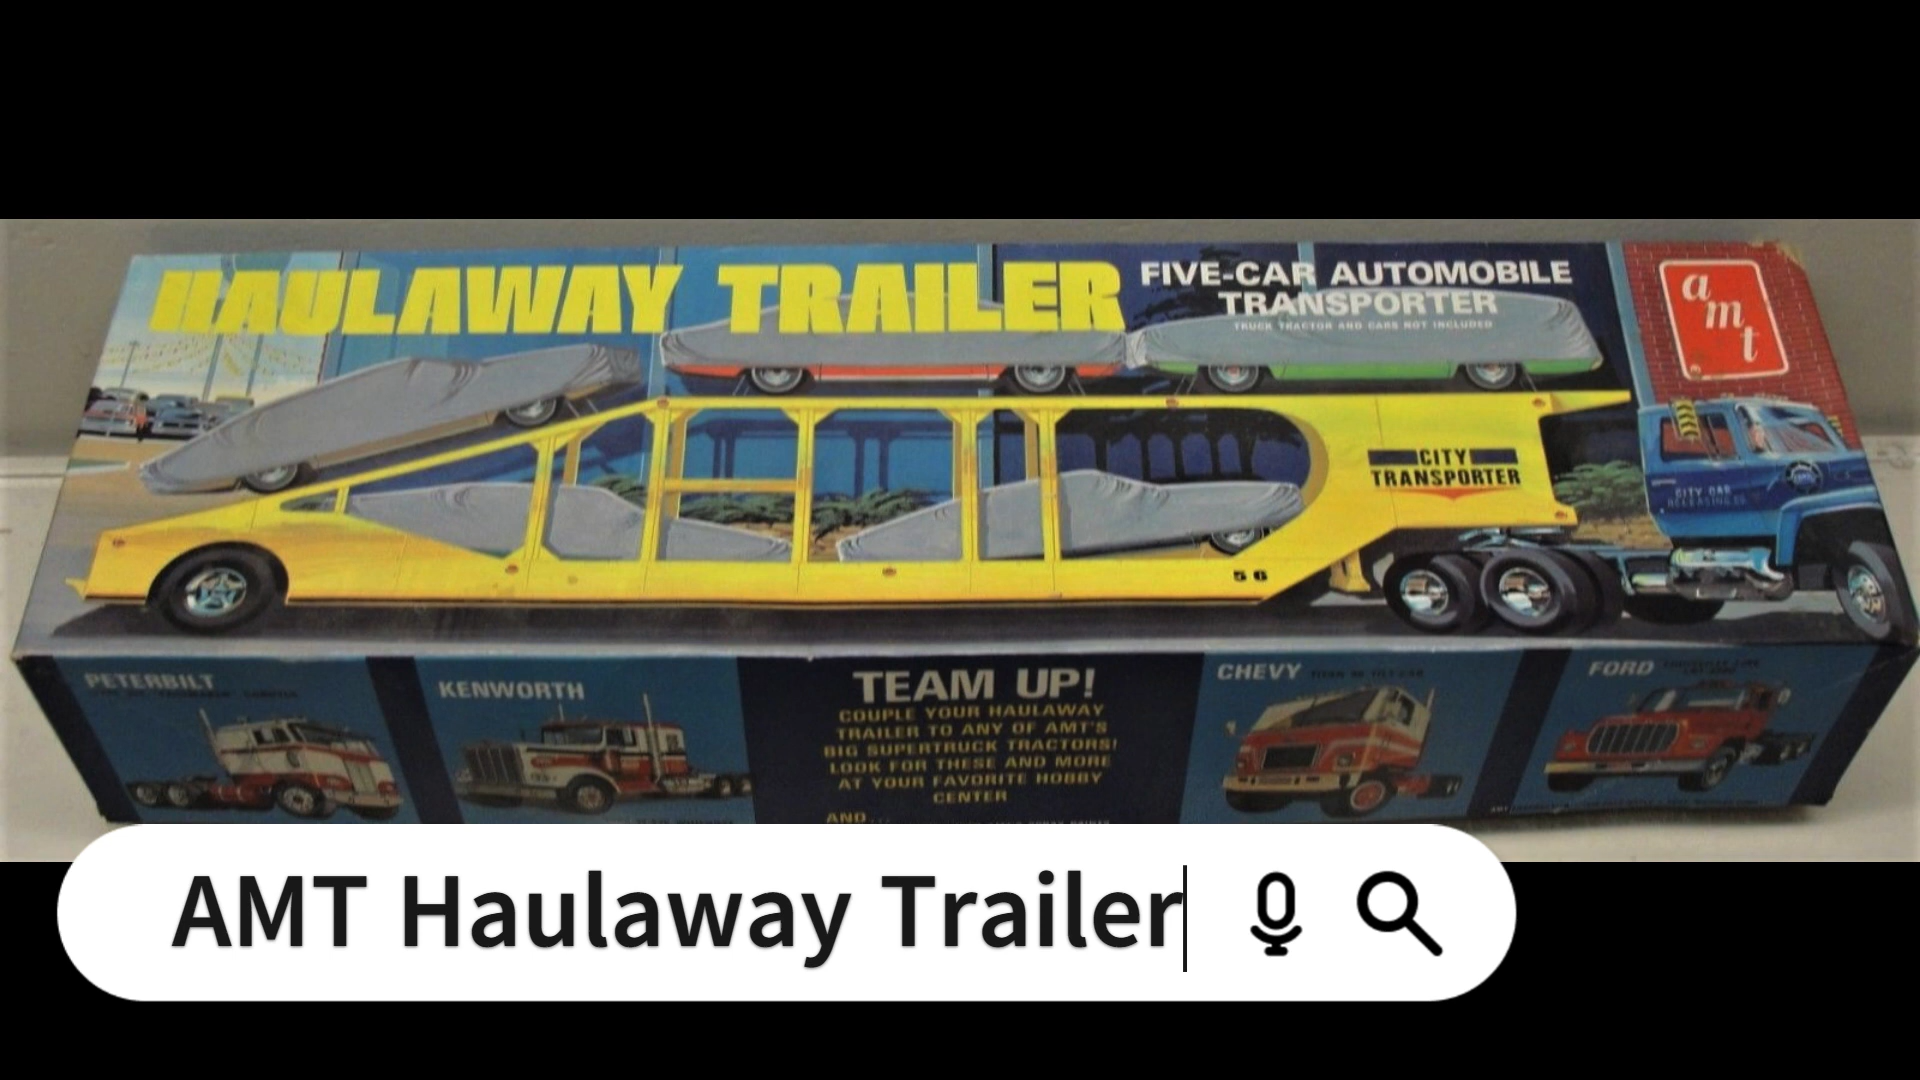 HAULAWAY TRAILER
FIVE-CAR AUTOMOBILE
TRANSPORTER
TRUCK TRACTOR AND CARS NOT INCLUDED
amt
CITY
TRANSPORTER
CITY CAR
56
PETERBILT
KENWORTH
TEAM UP!
COUPLE YOUR HAULAWAY
TRAILER TO ANY OF AMT'S
BIG SUPERTRUCK TRACTORS!
LOOK FOR THESE AND MORE
AT YOUR FAVORITE HOBBY
CENTER
AND...
CHEVY
FORD
AMT Haulaway Trailer